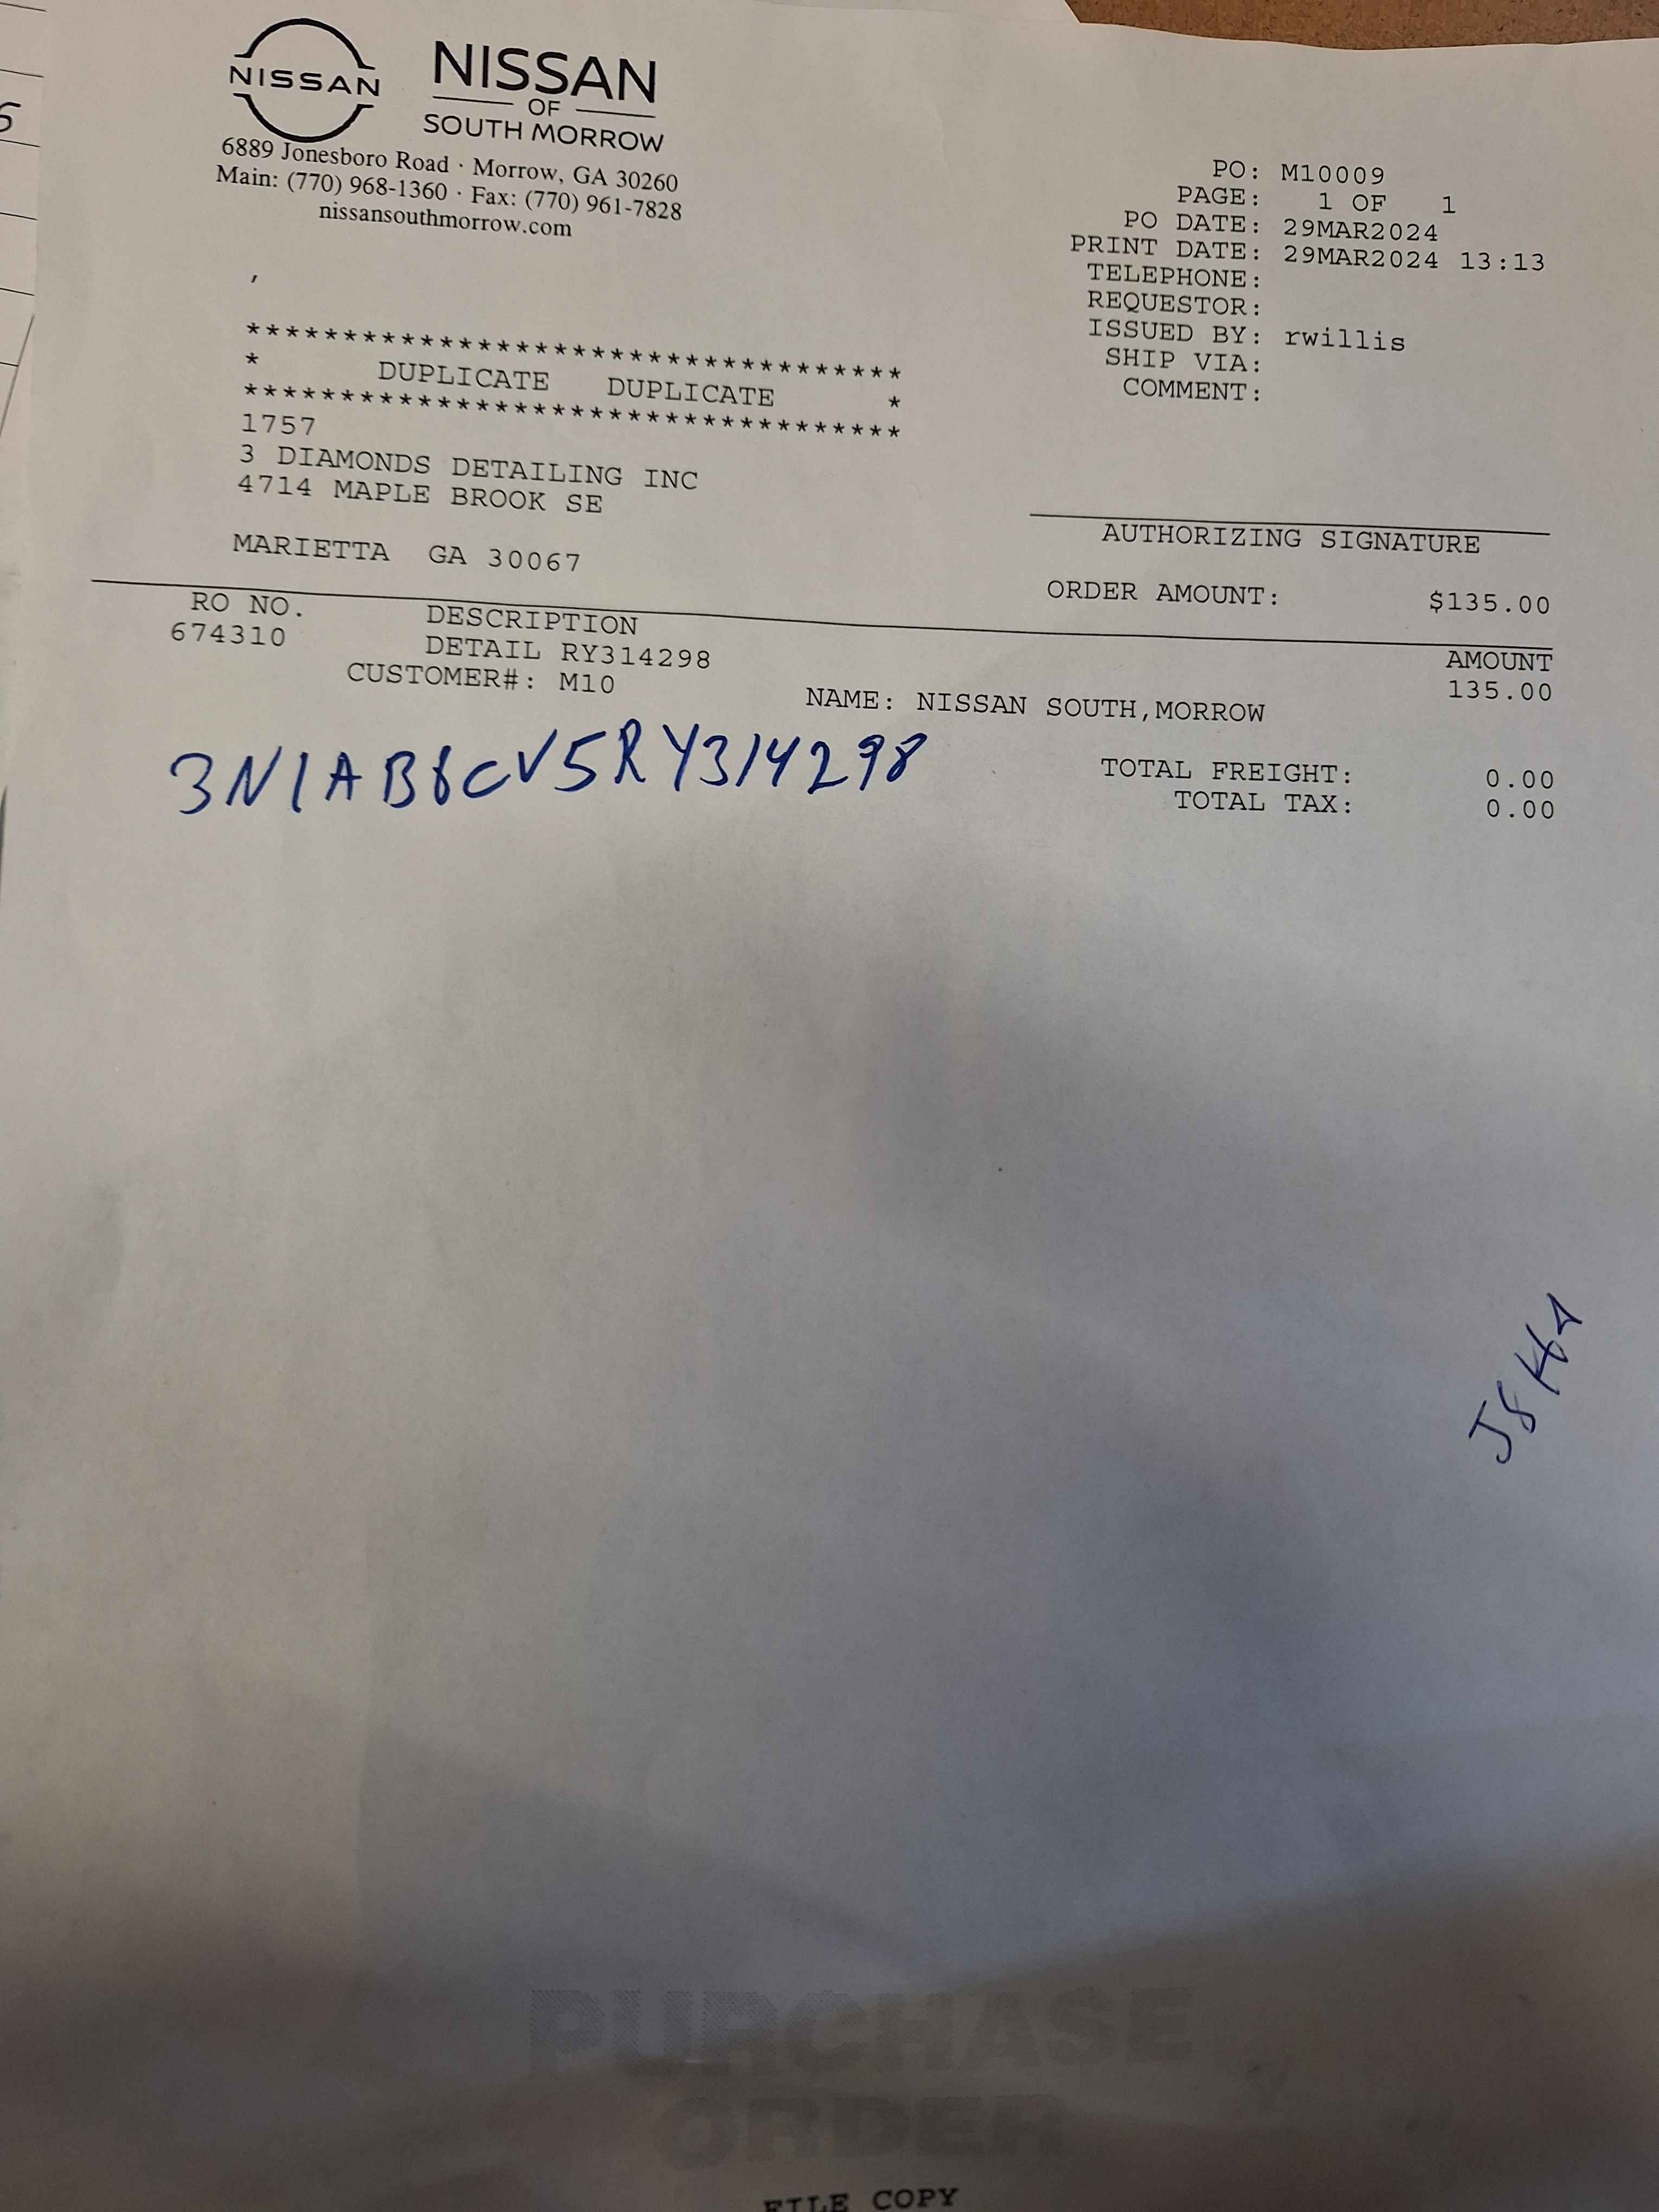 NISSAN
NISSAN
OF
SOUTH MORROW
6889 Jonesboro Road · Morrow, GA 30260
Main: (770) 968-1360 · Fax: (770) 961-7828
nissansouthmorrow.com
PO: M10009
PAGE: 1 OF 1
PO DATE: 29MAR2024
PRINT DATE: 29MAR2024 13:13
TELEPHONE:
REQUESTOR:
ISSUED BY: rwillis
SHIP VIA:
COMMENT:
,
**********************************
* DUPLICATE DUPLICATE *
**********************************
1757
3 DIAMONDS DETAILING INC
4714 MAPLE BROOK SE
MARIETTA GA 30067
AUTHORIZING SIGNATURE
ORDER AMOUNT: $135.00
RO NO. DESCRIPTION AMOUNT
674310 DETAIL RY314298 135.00
CUSTOMER#: M10 NAME: NISSAN SOUTH,MORROW
3N1AB8CV5RY314298
TOTAL FREIGHT: 0.00
TOTAL TAX: 0.00
PURCHASE
ORDER
FILE COPY